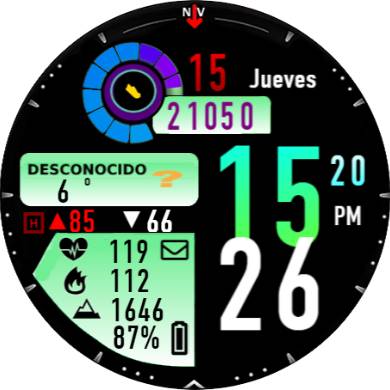 N V
15 Jueves
21050
DESCONOCIDO
6 °
?
15 20
PM
26
H 85 66
119
112
1646
87%